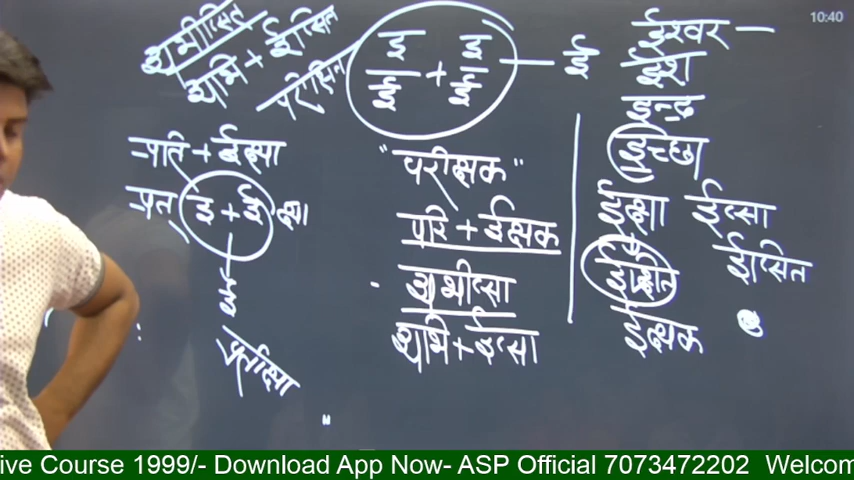 10:40
अभीप्सित
अभि + ईप्सित
परीक्षित
इ + इ — ई
ई ई
ईश्वर —
ईश
इन्द्र
इच्छा
ईक्षा ईप्सा
ईक्षण ईप्सित
ईक्षक
प्रति + ईक्षा
प्रत् इ + ई क्षा
ई
प्रतीक्षा
"परीक्षक"
परि + ईक्षक
अभीप्सा
अभि + ईप्सा
ive Course 1999/- Download App Now- ASP Official 7073472202 Welcom